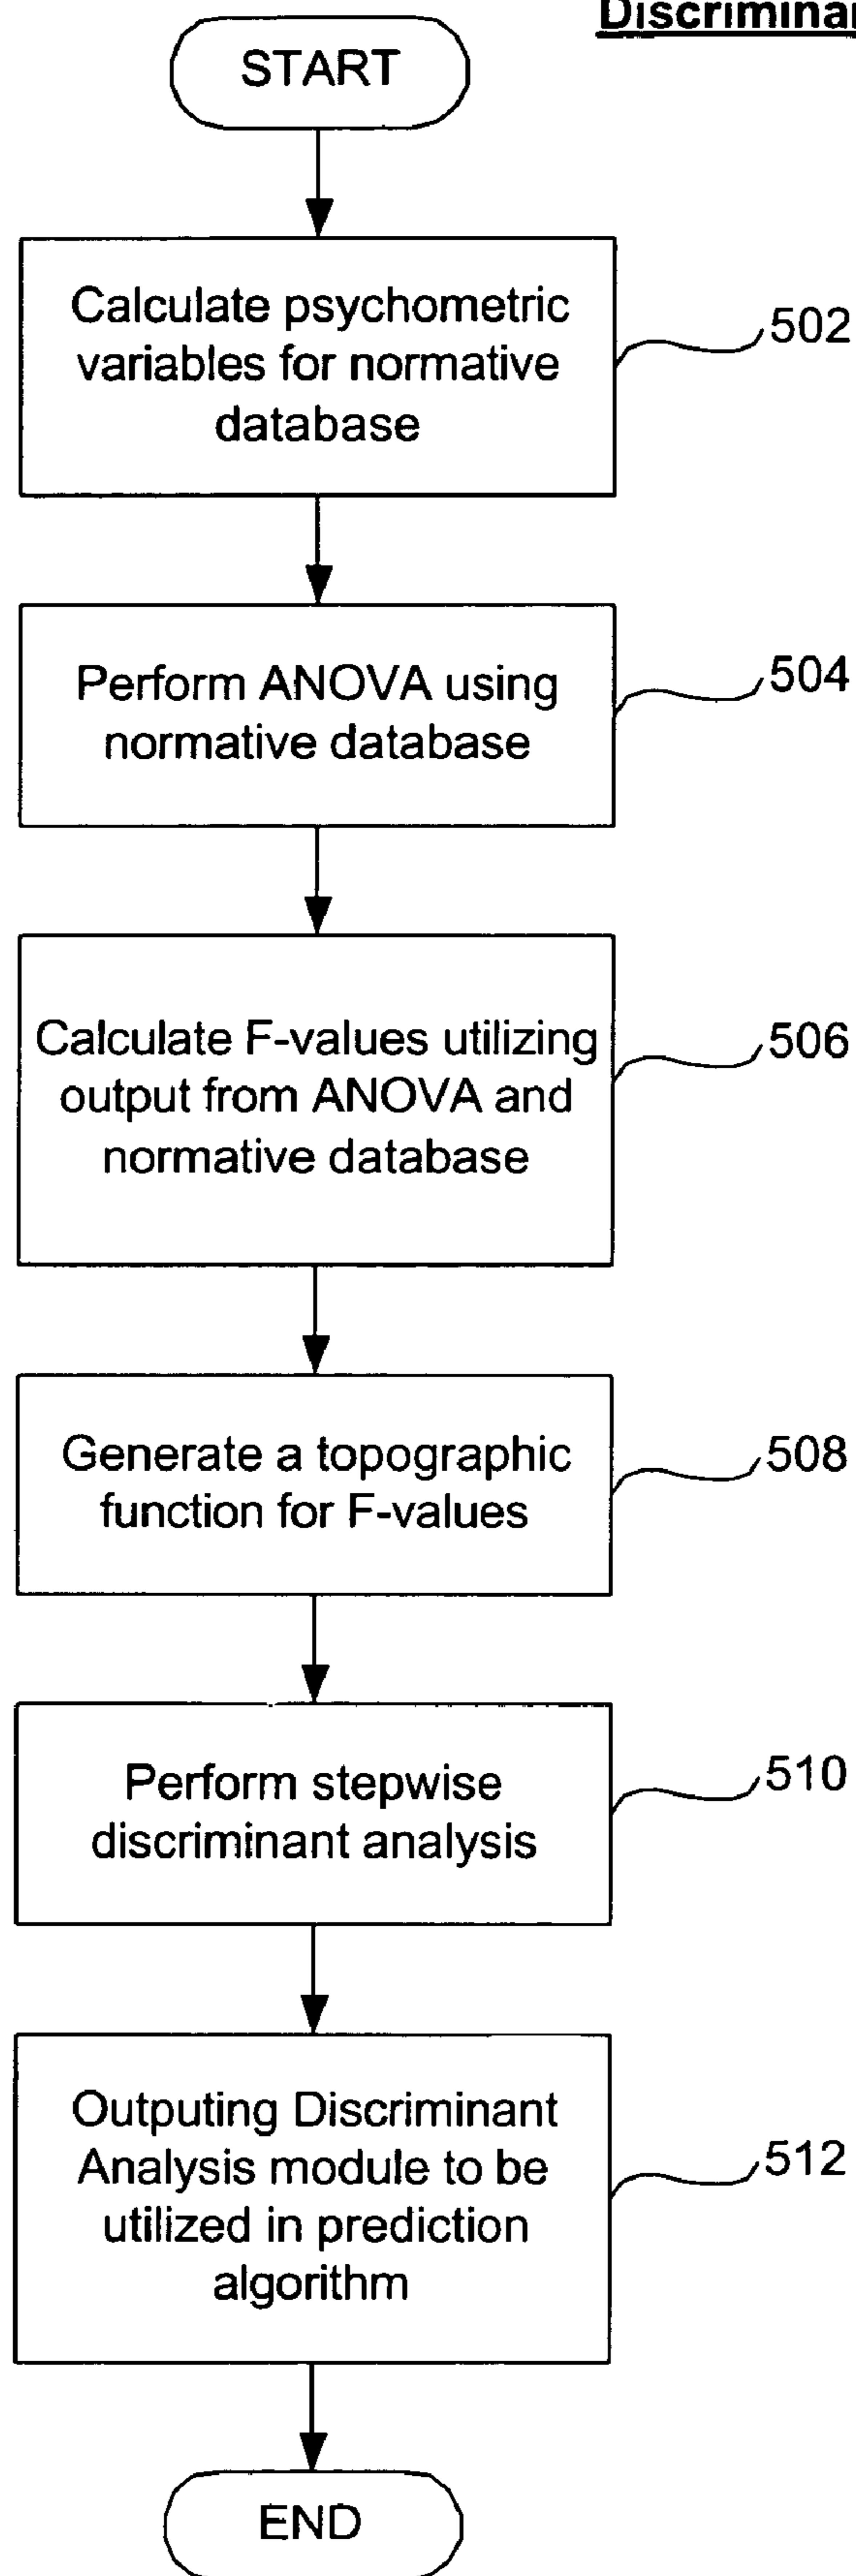 START
Calculate psychometric
variables for normative
database
502
Perform ANOVA using
normative database
504
Calculate F-values utilizing
output from ANOVA and
normative database
506
Generate a topographic
function for F-values
508
Perform stepwise
discriminant analysis
510
Outputing Discriminant
Analysis module to be
utilized in prediction
algorithm
512
END